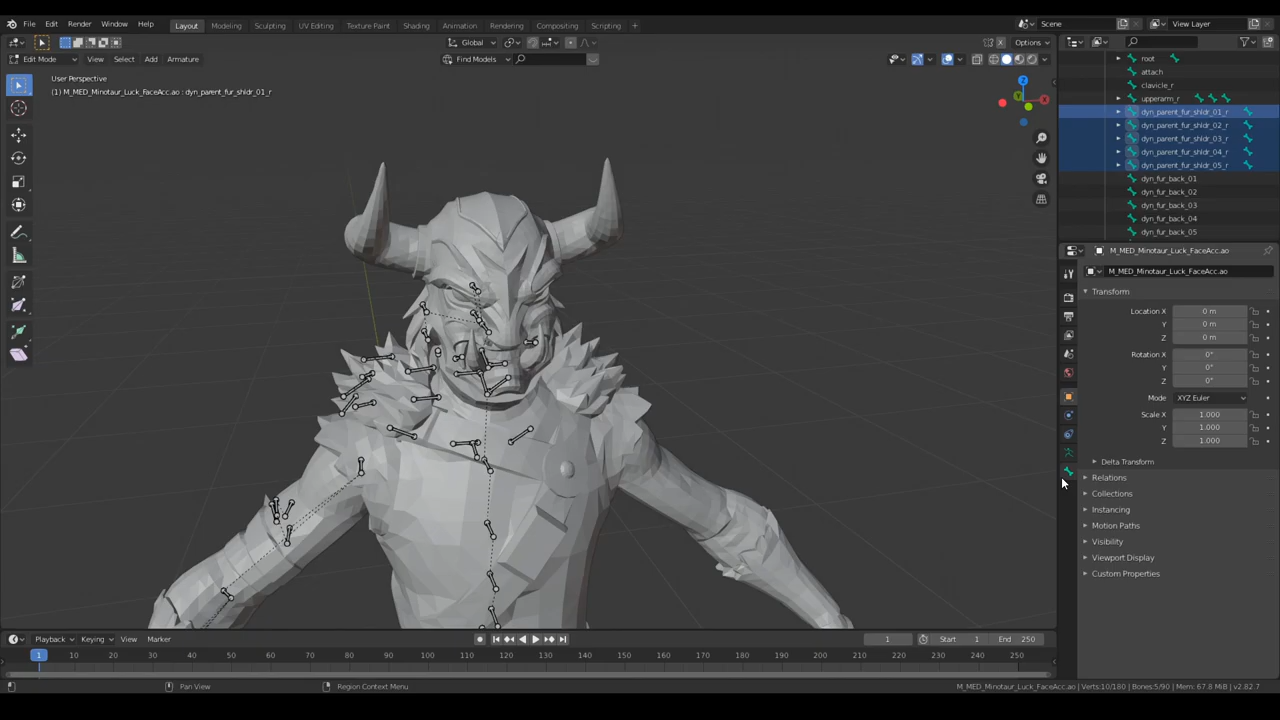 File Edit Render Window Help Layout Modeling Sculpting UV Editing Texture Paint Shading Animation Rendering Compositing Scripting + Scene View Layer
Global Options
Edit Mode View Select Add Armature Find Models
User Perspective
(1) M_MED_Minotaur_Luck_FaceAcc.ao : dyn_parent_fur_shldr_01_r
Z
Y
X
root
attach
clavicle_r
upperarm_r
dyn_parent_fur_shldr_01_r
dyn_parent_fur_shldr_02_r
dyn_parent_fur_shldr_03_r
dyn_parent_fur_shldr_04_r
dyn_parent_fur_shldr_05_r
dyn_fur_back_01
dyn_fur_back_02
dyn_fur_back_03
dyn_fur_back_04
dyn_fur_back_05
M_MED_Minotaur_Luck_FaceAcc.ao
M_MED_Minotaur_Luck_FaceAcc.ao
Transform
Location X 0 m
Y 0 m
Z 0 m
Rotation X 0°
Y 0°
Z 0°
Mode XYZ Euler
Scale X 1.000
Y 1.000
Z 1.000
Delta Transform
Relations
Collections
Instancing
Motion Paths
Visibility
Viewport Display
Custom Properties
Playback Keying View Marker 1 Start 1 End 250
1 10 20 30 40 50 60 70 80 90 100 110 120 130 140 150 160 170 180 190 200 210 220 230 240 250
Pan View Region Context Menu M_MED_Minotaur_Luck_FaceAcc.ao | Verts:10/180 | Bones:5/90 | Mem: 67.8 MiB | v2.82.7